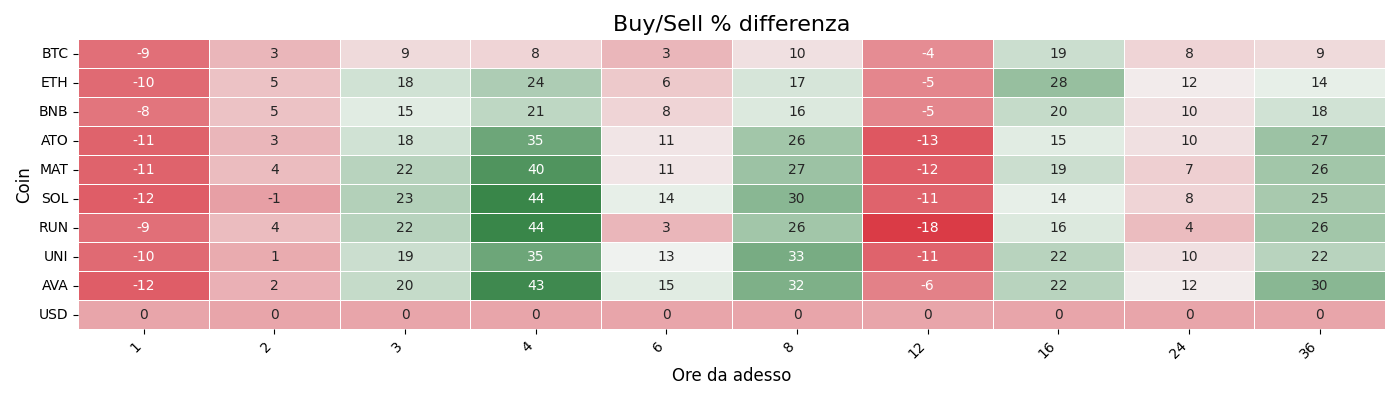 Buy/Sell % differenza
Coin
BTC -9 3 9 8 3 10 -4 19 8 9
ETH -10 5 18 24 6 17 -5 28 12 14
BNB -8 5 15 21 8 16 -5 20 10 18
ATO -11 3 18 35 11 26 -13 15 10 27
MAT -11 4 22 40 11 27 -12 19 7 26
SOL -12 -1 23 44 14 30 -11 14 8 25
RUN -9 4 22 44 3 26 -18 16 4 26
UNI -10 1 19 35 13 33 -11 22 10 22
AVA -12 2 20 43 15 32 -6 22 12 30
USD 0 0 0 0 0 0 0 0 0 0
1 2 3 4 6 8 12 16 24 36
Ore da adesso